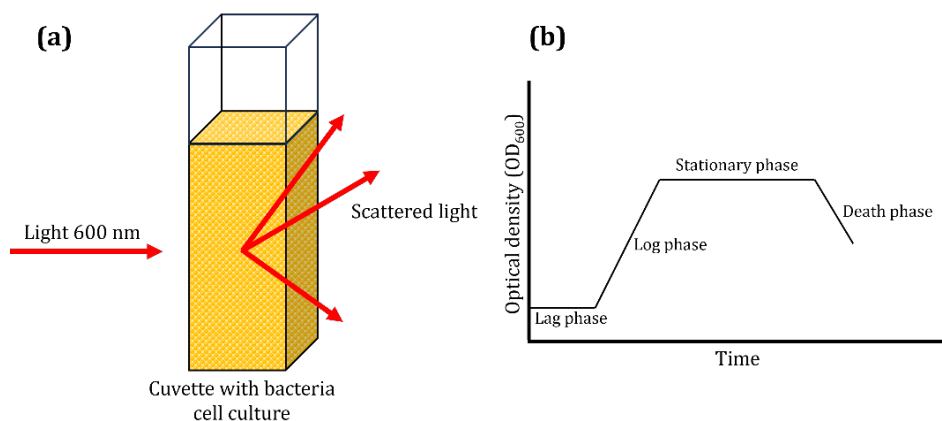 (a)
Light 600 nm
Scattered light
Cuvette with bacteria
cell culture
(b)
Optical density (OD₆₀₀)
Stationary phase
Death phase
Log phase
Lag phase
Time